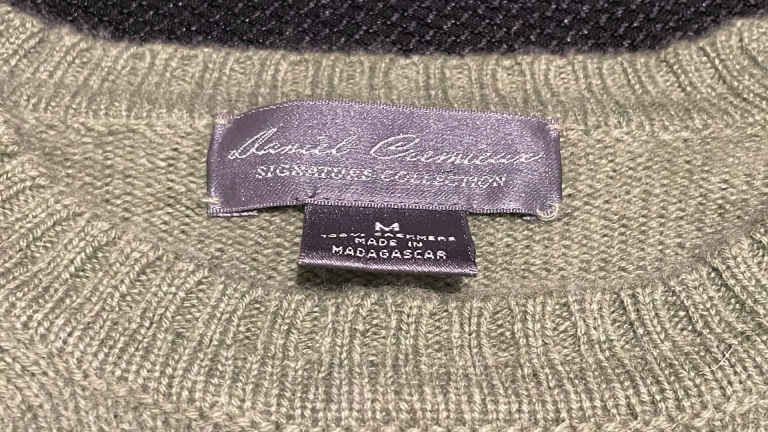 Daniel Cremieux
SIGNATURE COLLECTION
M
100% CASHMERE
MADE IN
MADAGASCAR